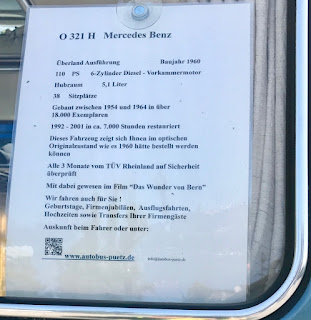 O 321 H Mercedes Benz
Überland Ausführung Baujahr 1960
110 PS 6-Zylinder Diesel - Vorkammermotor
Hubraum 5,1 Liter
38 Sitzplätze
Gebaut zwischen 1954 und 1964 in über
18.000 Exemplaren
1992 - 2001 in ca. 7.000 Stunden restauriert
Dieses Fahrzeug zeigt sich Ihnen im optischen
Originalzustand wie es 1960 hätte bestellt werden
können
Alle 3 Monate vom TÜV Rheinland auf Sicherheit
überprüft
Mit dabei gewesen im Film “Das Wunder von Bern”
Wir fahren auch für Sie !
Geburtstage, Firmenjubiläen, Ausflugsfahrten,
Hochzeiten sowie Transfers Ihrer Firmengäste
Auskunft beim Fahrer oder unter:
www.autobus-puetz.de info@autobus-puetz.de